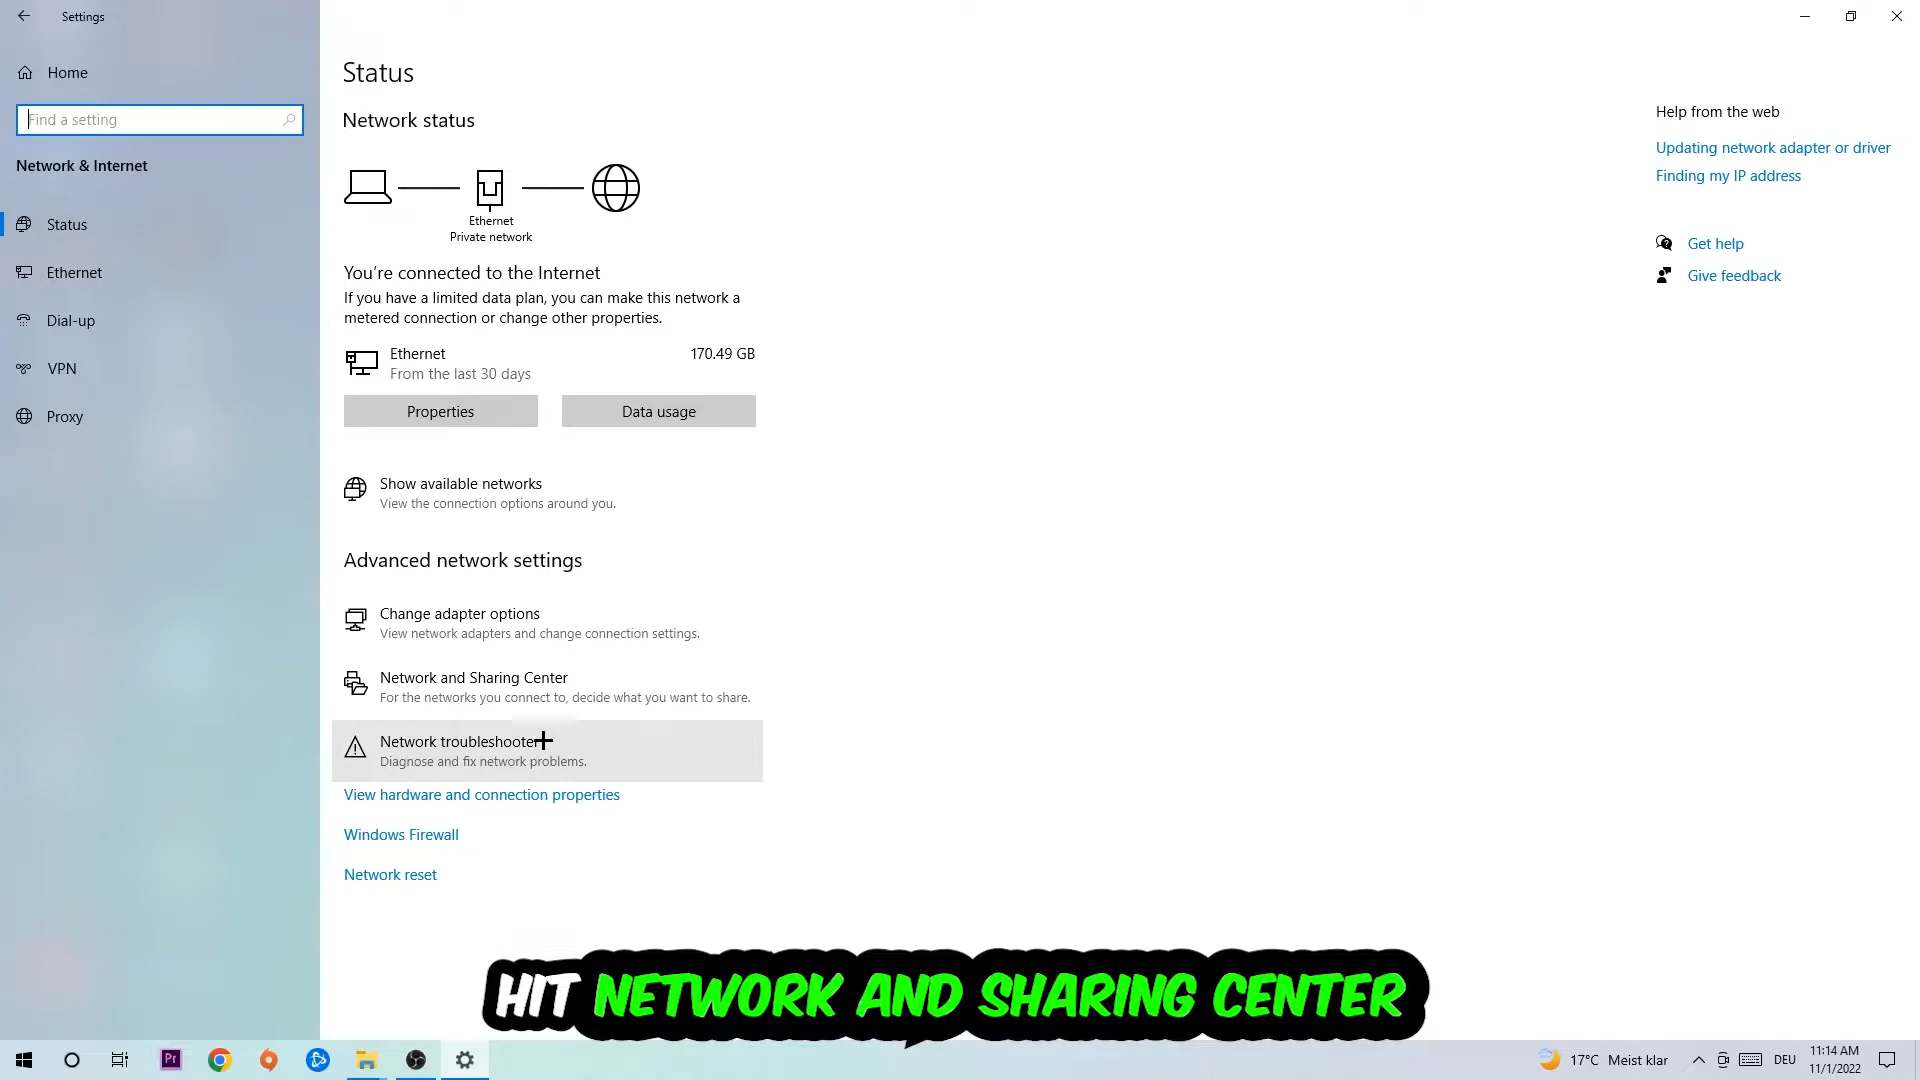 Settings
Home
Find a setting
Network & Internet
Status
Ethernet
Dial-up
VPN
Proxy
Status
Network status
Ethernet
Private network
You're connected to the Internet
If you have a limited data plan, you can make this network a
metered connection or change other properties.
Ethernet 170.49 GB
From the last 30 days
Properties Data usage
Show available networks
View the connection options around you.
Advanced network settings
Change adapter options
View network adapters and change connection settings.
Network and Sharing Center
For the networks you connect to, decide what you want to share.
Network troubleshooter
Diagnose and fix network problems.
View hardware and connection properties
Windows Firewall
Network reset
Help from the web
Updating network adapter or driver
Finding my IP address
Get help
Give feedback
HIT NETWORK AND SHARING CENTER
Pr
17°C Meist klar
DEU
11:14 AM
11/1/2022